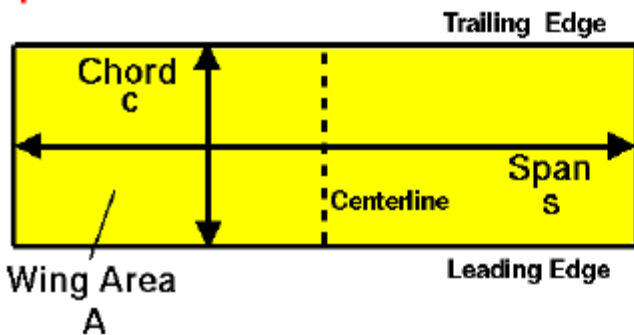 Trailing Edge
Chord
c
Span
s
Centerline
Leading Edge
Wing Area
A